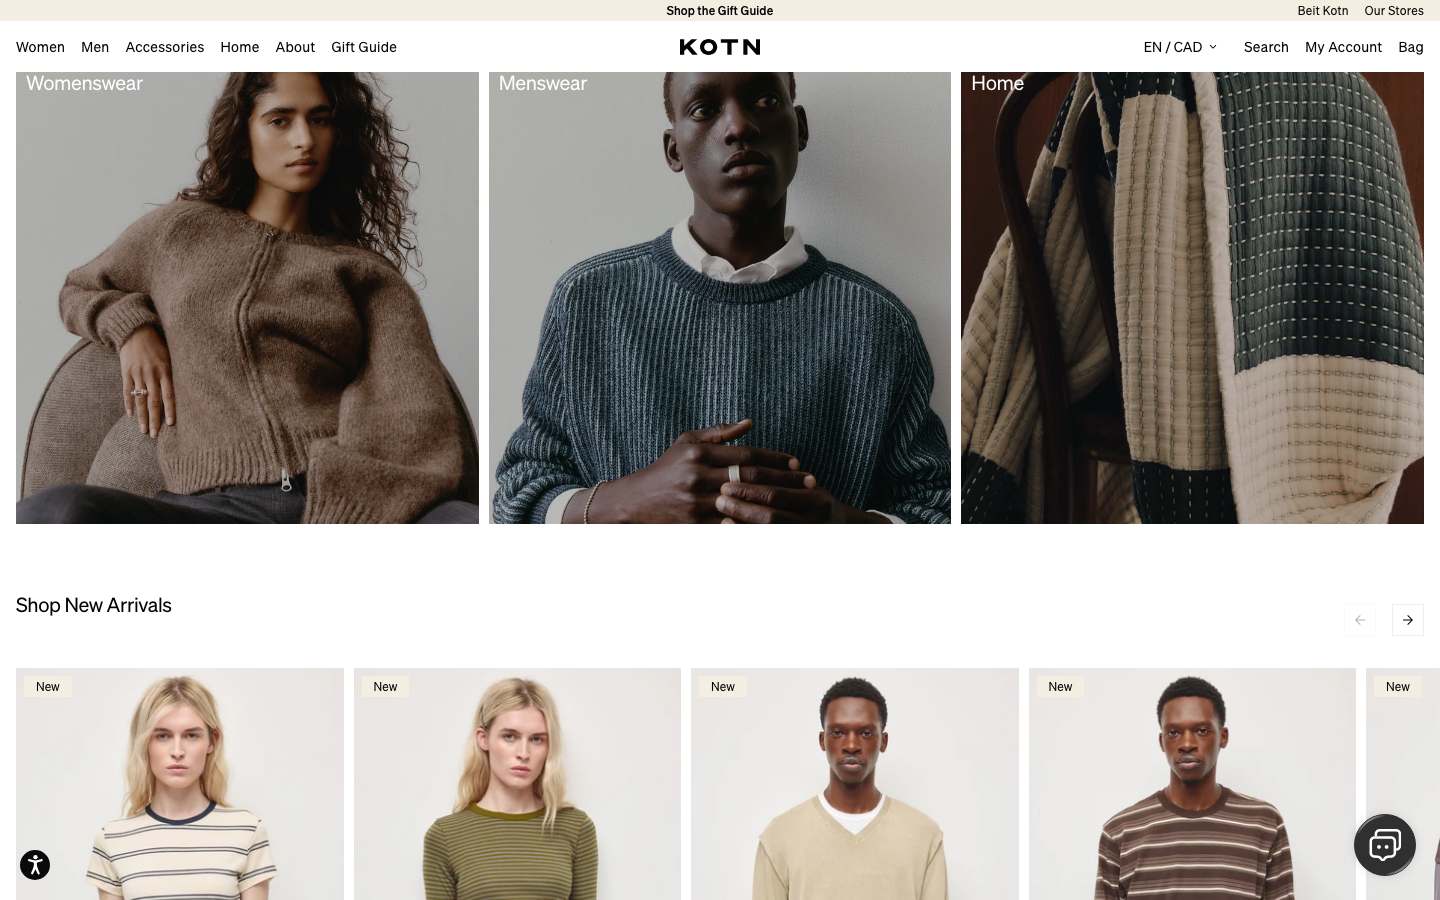 Shop the Gift Guide
Beit Kotn Our Stores
Women Men Accessories Home About Gift Guide
KOTN
EN / CAD Search My Account Bag
Womenswear
Menswear
Home
Shop New Arrivals
New
New
New
New
New